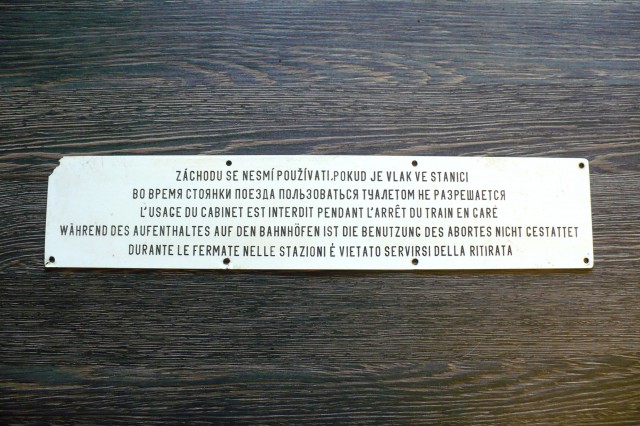 ZÁCHODU SE NESMÍ POUŽÍVATI.POKUD JE VLAK VE STANICI
ВО ВРЕМЯ СТОЯНКИ ПОЕЗДА ПОЛЬЗОВАТЬСЯ ТУАЛЕТОМ НЕ РАЗРЕШАЕТСЯ
L'USAGE DU CABINET EST INTERDIT PENDANT L'ARRÊT DU TRAIN EN GARE
WÄHREND DES AUFENTHALTES AUF DEN BAHNHÖFEN IST DIE BENUTZUNG DES ABORTES NICHT GESTATTET
DURANTE LE FERMATE NELLE STAZIONI È VIETATO SERVIRSI DELLA RITIRATA